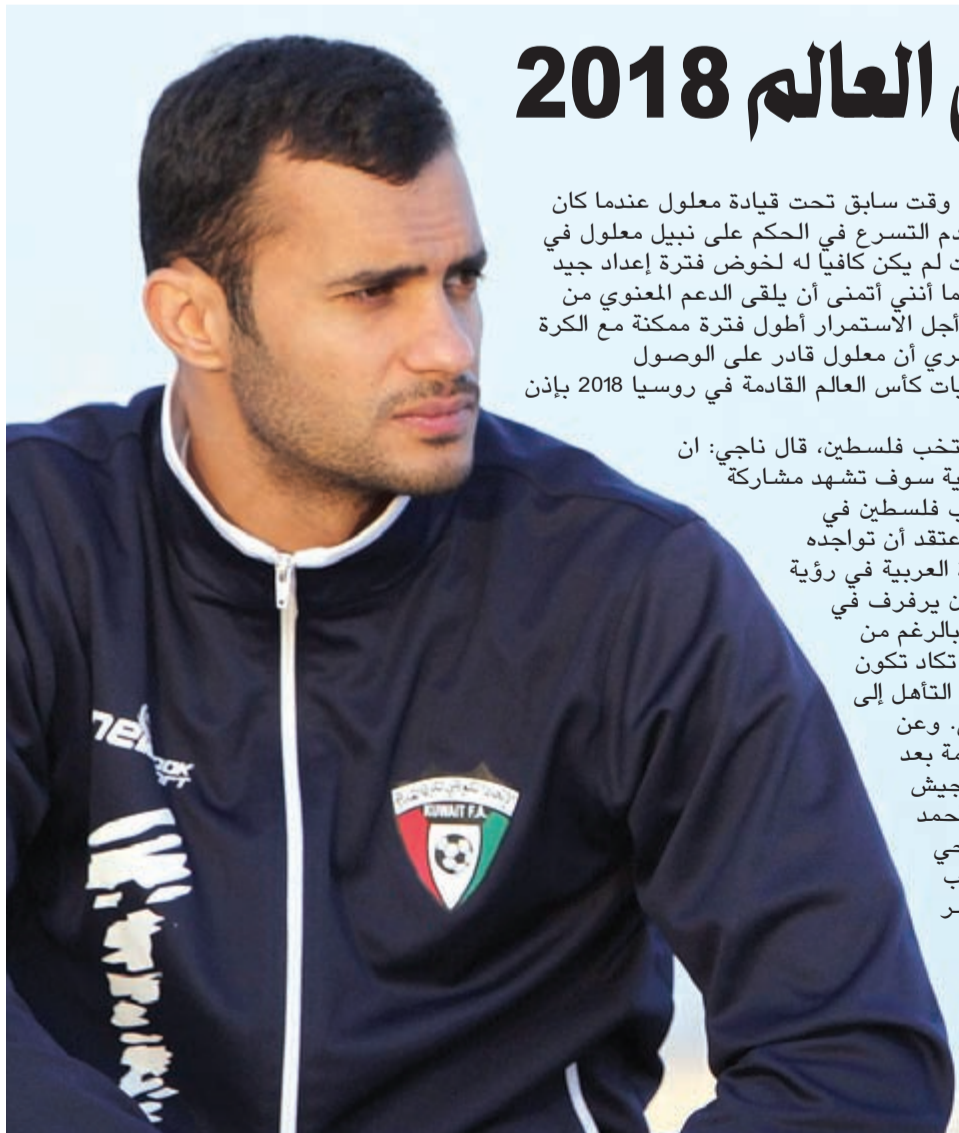 العالم 2018
وقت سابق تحت قيادة معلول عندما كان
دم التسرع في الحكم على نبيل معلول في
ت لم يكن كافيا له لخوض فترة إعداد جيد
ما أنني أتمنى أن يلقى الدعم المعنوي من
أجل الاستمرار أطول فترة ممكنة مع الكرة
ري أن معلول قادر على الوصول
يات كأس العالم القادمة في روسيا 2018 بإذن
تخب فلسطين، قال ناجي: ان
ية سوف تشهد مشاركة
ب فلسطين في
عتقد أن تواجده
العربية في رؤية
ن يرفرف في
بالرغم من
تكاد تكون
التأهل إلى
. وعن
مة بعد
جيش
حمد
حي
ب
ر
KUWAIT F.A.